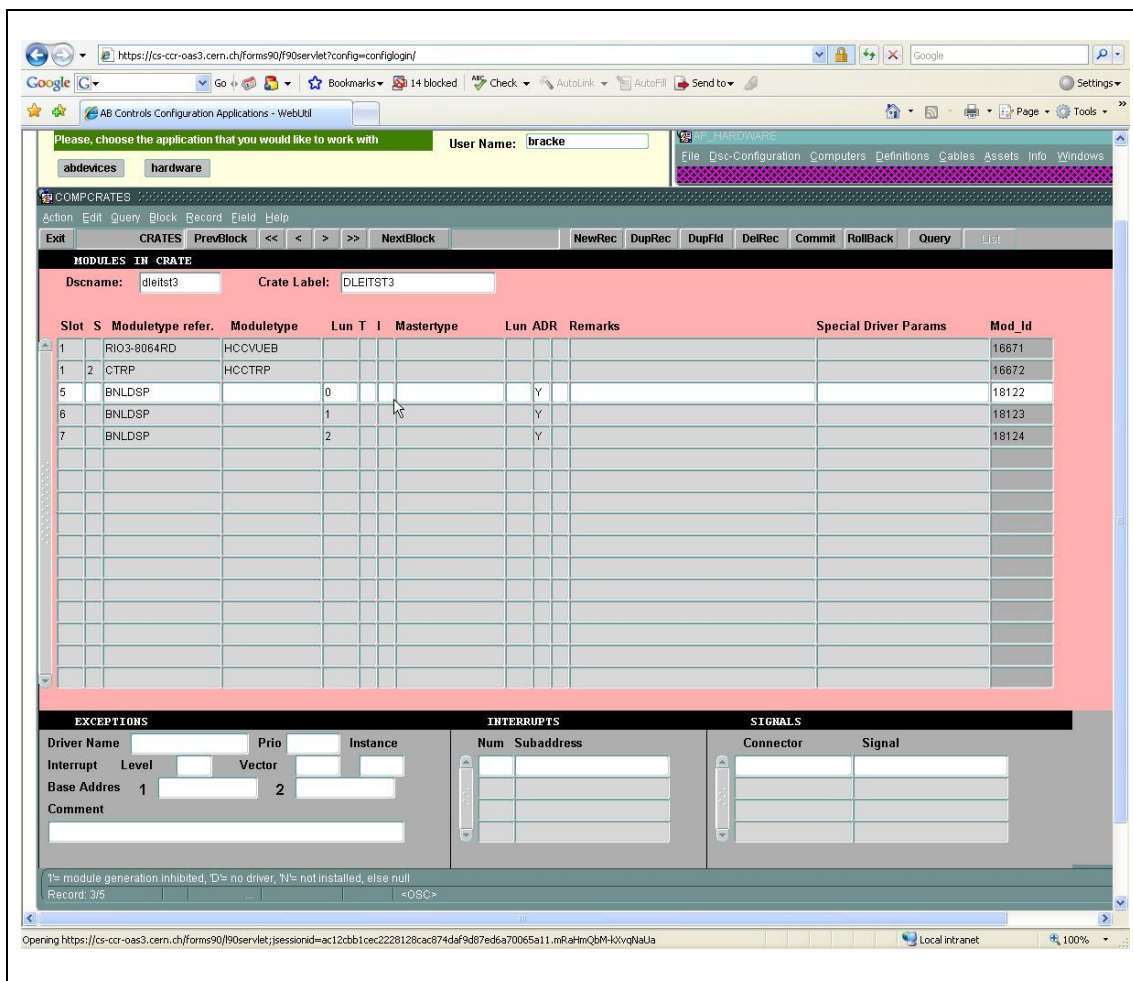 https://cs-ccr-oas3.cern.ch/forms90/f90servlet?config=configlogin/
Google
Google G Go Bookmarks 14 blocked Check AutoLink AutoFill Send to Settings
AB Controls Configuration Applications - WebUtil Page Tools
Please, choose the application that you would like to work with
User Name: bracke
AP_HARDWARE
File Dsc-Configuration Computers Definitions Cables Assets Info Windows
abdevices hardware
COMPCRATES
Action Edit Query Block Record Field Help
Exit CRATES PrevBlock << < > >> NextBlock NewRec DupRec DupFld DelRec Commit RollBack Query List
MODULES IN CRATE
Dscname: dleitst3 Crate Label: DLEITST3
Slot S Moduletype refer. Moduletype Lun T I Mastertype Lun ADR Remarks Special Driver Params Mod_Id
1 RIO3-8064RD HCCVUEB 16671
1 2 CTRP HCCTRP 16672
5 BNLDSP 0 Y 18122
6 BNLDSP 1 Y 18123
7 BNLDSP 2 Y 18124
EXCEPTIONS INTERRUPTS SIGNALS
Driver Name Prio Instance Num Subaddress Connector Signal
Interrupt Level Vector
Base Addres 1 2
Comment
'I'= module generation inhibited, 'D'= no driver, 'N'= not installed, else null
Record: 3/5 ... <OSC>
Opening https://cs-ccr-oas3.cern.ch/forms90/l90servlet;jsessionid=ac12cbb1cec2228128cac874daf9d87ed6a70065a11.mRaHmQbM-kXvqNaUa Local intranet 100%